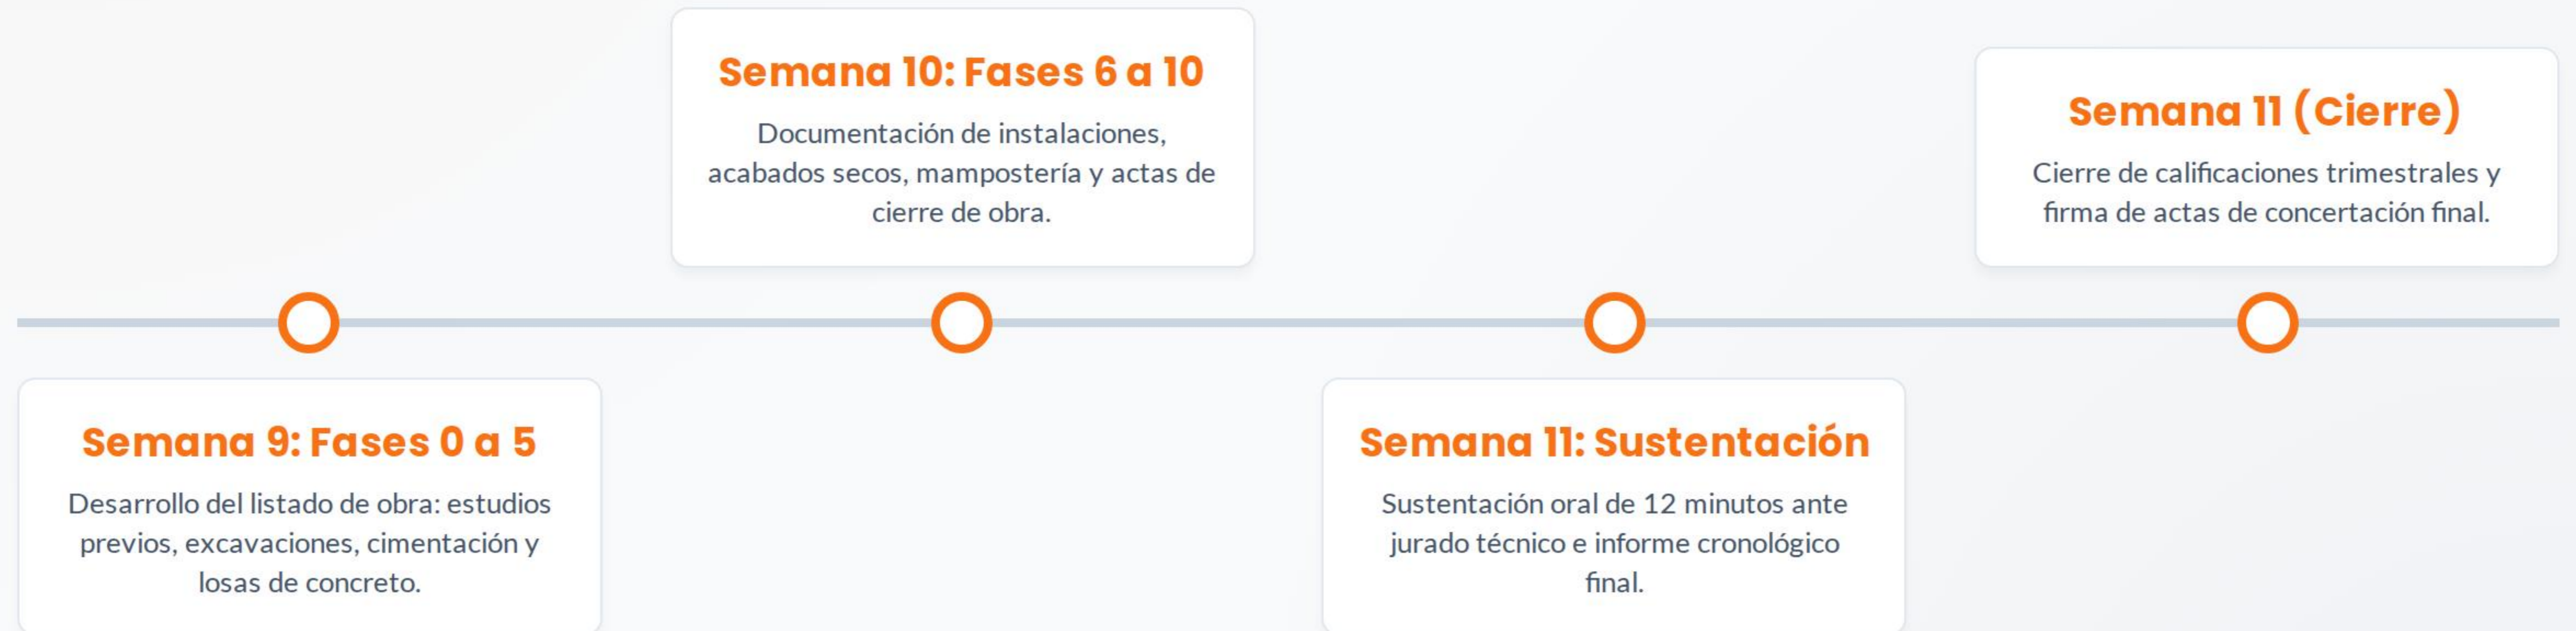 Semana 9: Fases 0 a 5
Desarrollo del listado de obra: estudios
previos, excavaciones, cimentación y
losas de concreto.
Semana 10: Fases 6 a 10
Documentación de instalaciones,
acabados secos, mampostería y actas de
cierre de obra.
Semana 11: Sustentación
Sustentación oral de 12 minutos ante
jurado técnico e informe cronológico
final.
Semana 11 (Cierre)
Cierre de calificaciones trimestrales y
firma de actas de concertación final.